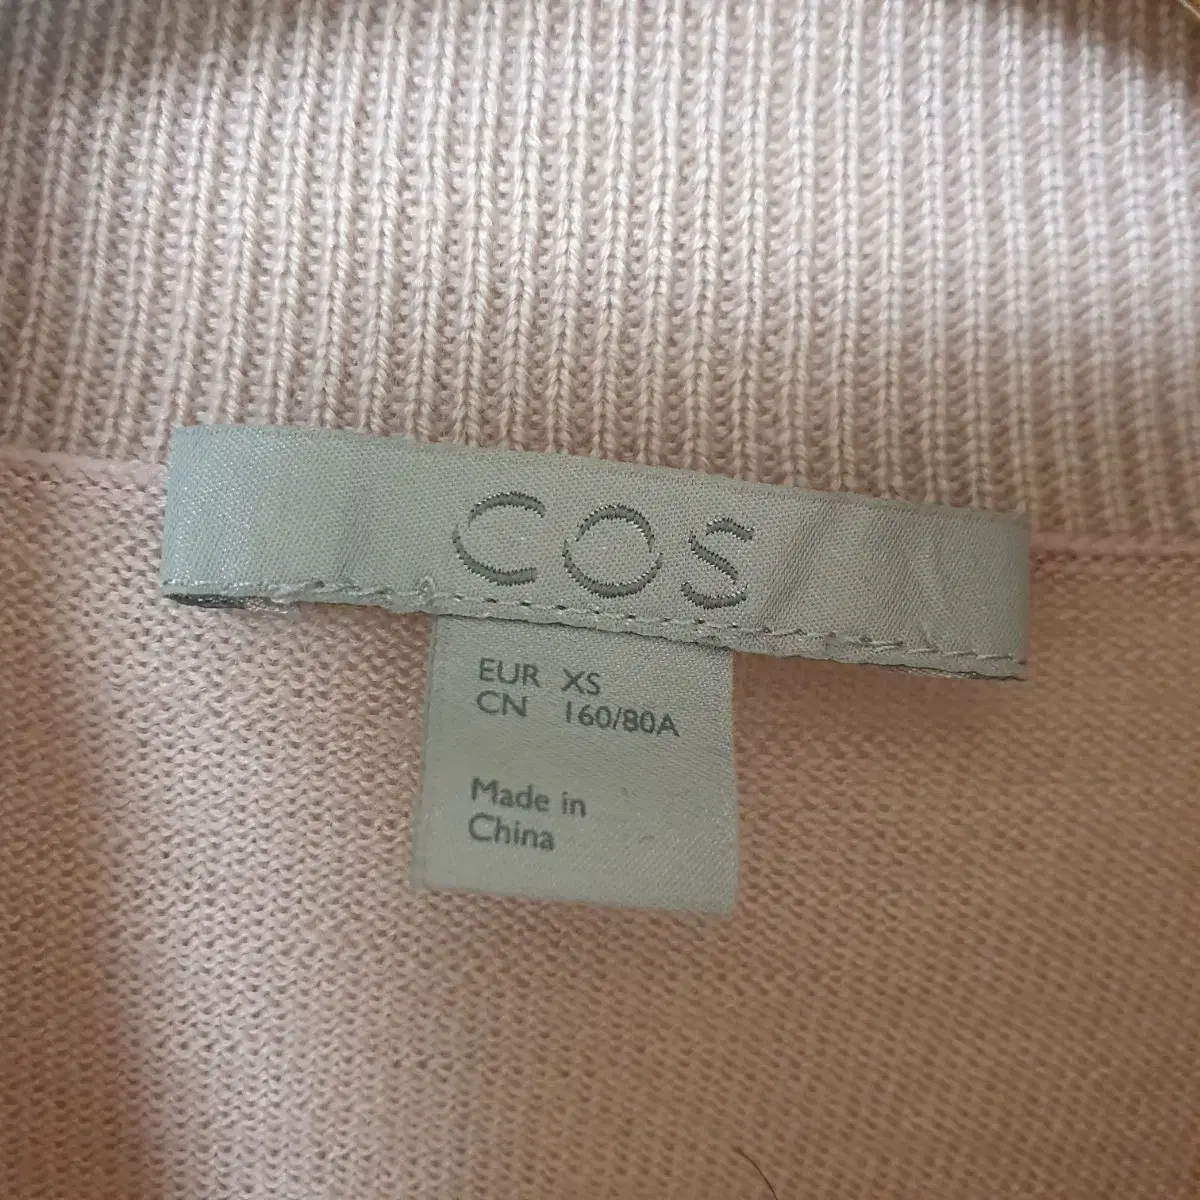 COS
EUR XS
CN 160/80A
Made in
China